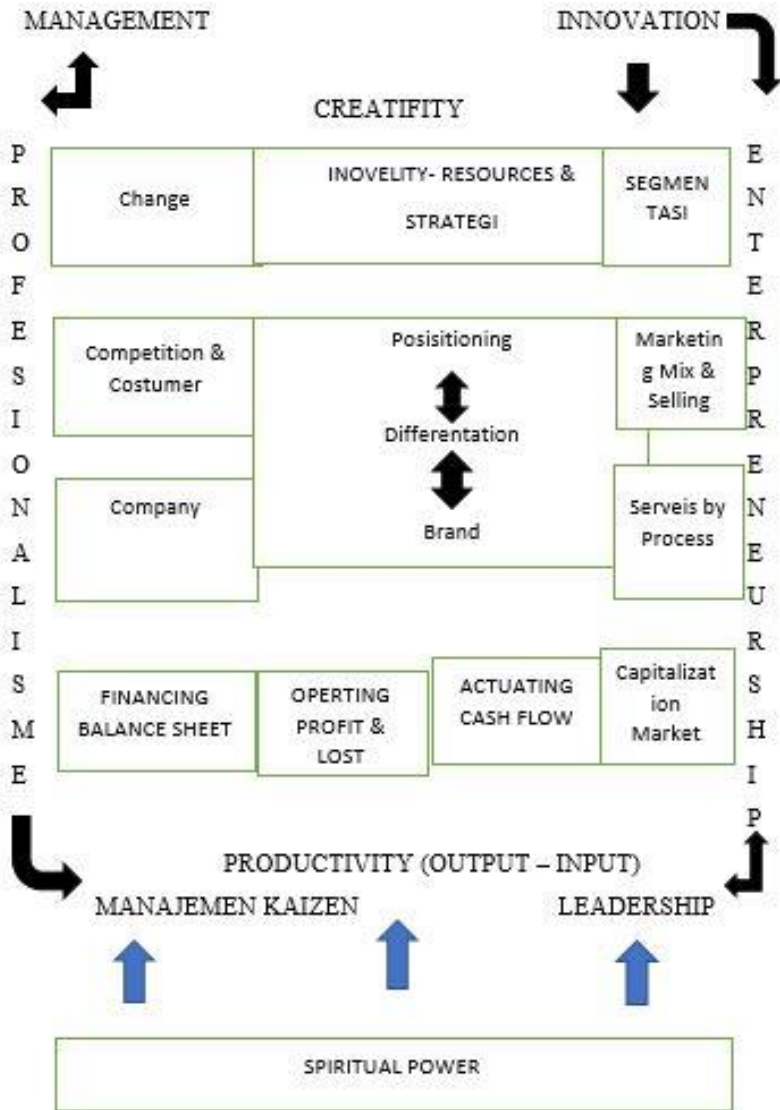 MANAGEMENT
INNOVATION
CREATIFITY
PROFESIONALISME
Change
INOVELITY- RESOURCES &
STRATEGI
SEGMEN
TASI
Competition &
Costumer
Posisitioning
Differentation
Brand
Marketin
g Mix &
Selling
Company
Serveis by
Process
FINANCING
BALANCE SHEET
OPERTING
PROFIT &
LOST
ACTUATING
CASH FLOW
Capitalizat
ion
Market
ENTERPRENEURSHIP
PRODUCTIVITY (OUTPUT – INPUT)
MANAJEMEN KAIZEN
LEADERSHIP
SPIRITUAL POWER